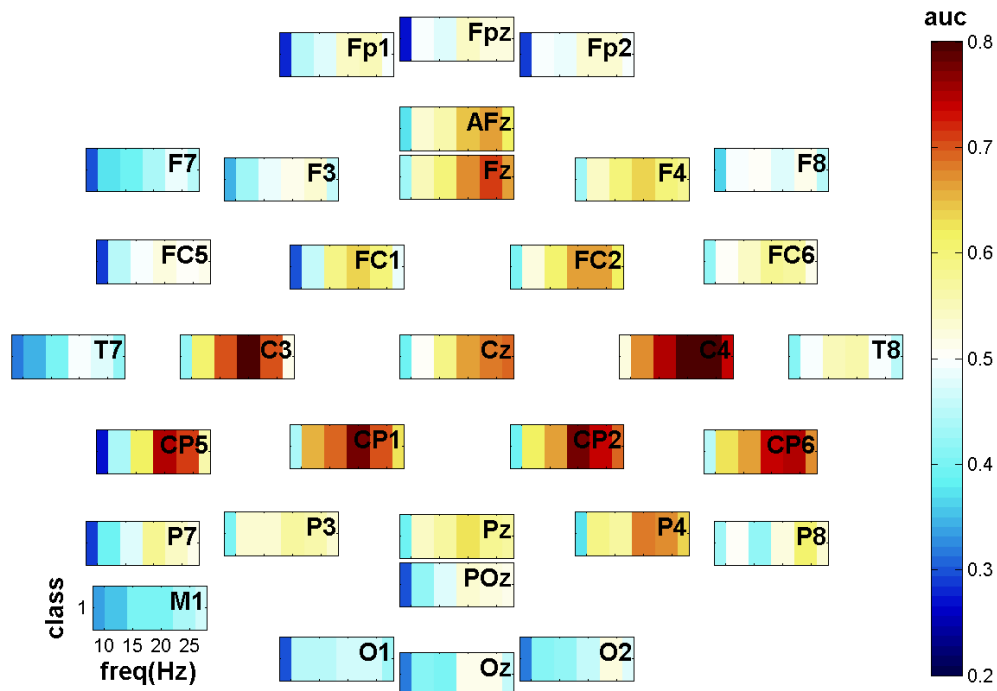 auc
Fp1 Fpz Fp2
0.8
AFz
F7 F3 Fz F4 F8
0.7
FC5 FC1 FC2 FC6
0.6
T7 C3 Cz C4 T8
0.5
CP5 CP1 CP2 CP6
0.4
P7 P3 Pz P4 P8
POz
0.3
class
1
M1
10 15 20 25
freq(Hz)
O1 Oz O2
0.2